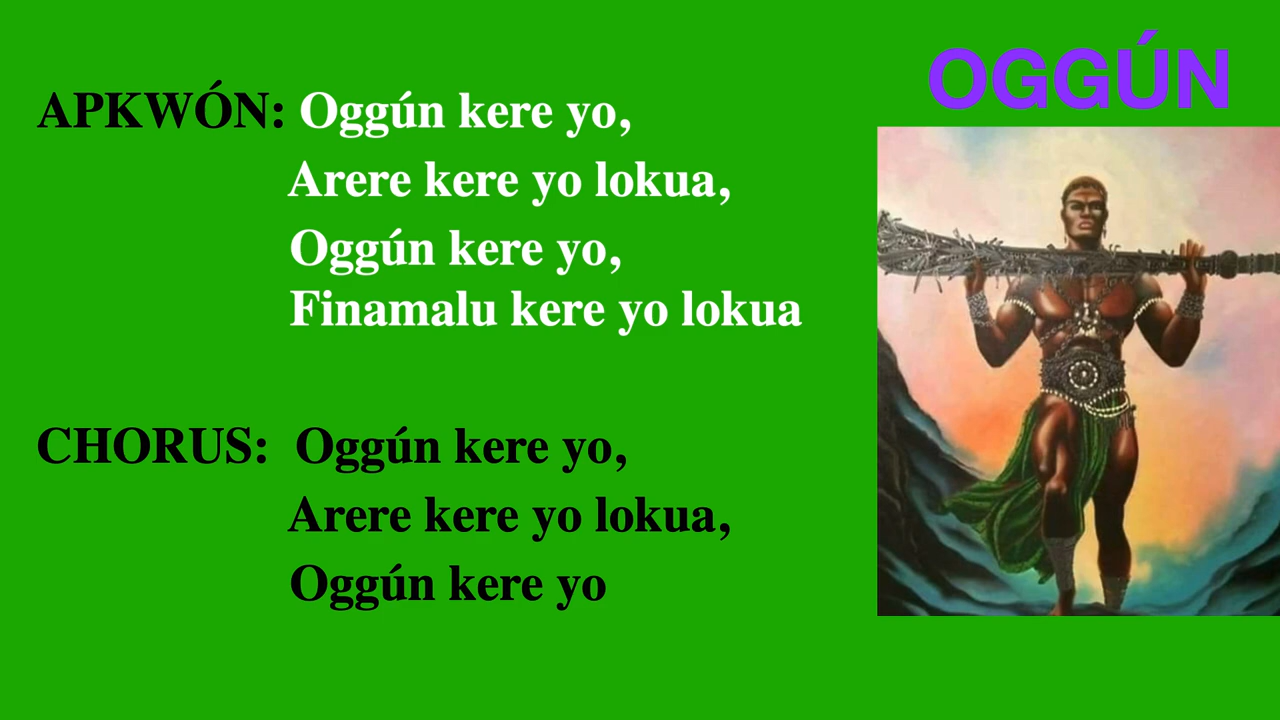 OGGÚN
APKWÓN: Oggún kere yo,
Arere kere yo lokua,
Oggún kere yo,
Finamalu kere yo lokua
CHORUS: Oggún kere yo,
Arere kere yo lokua,
Oggún kere yo